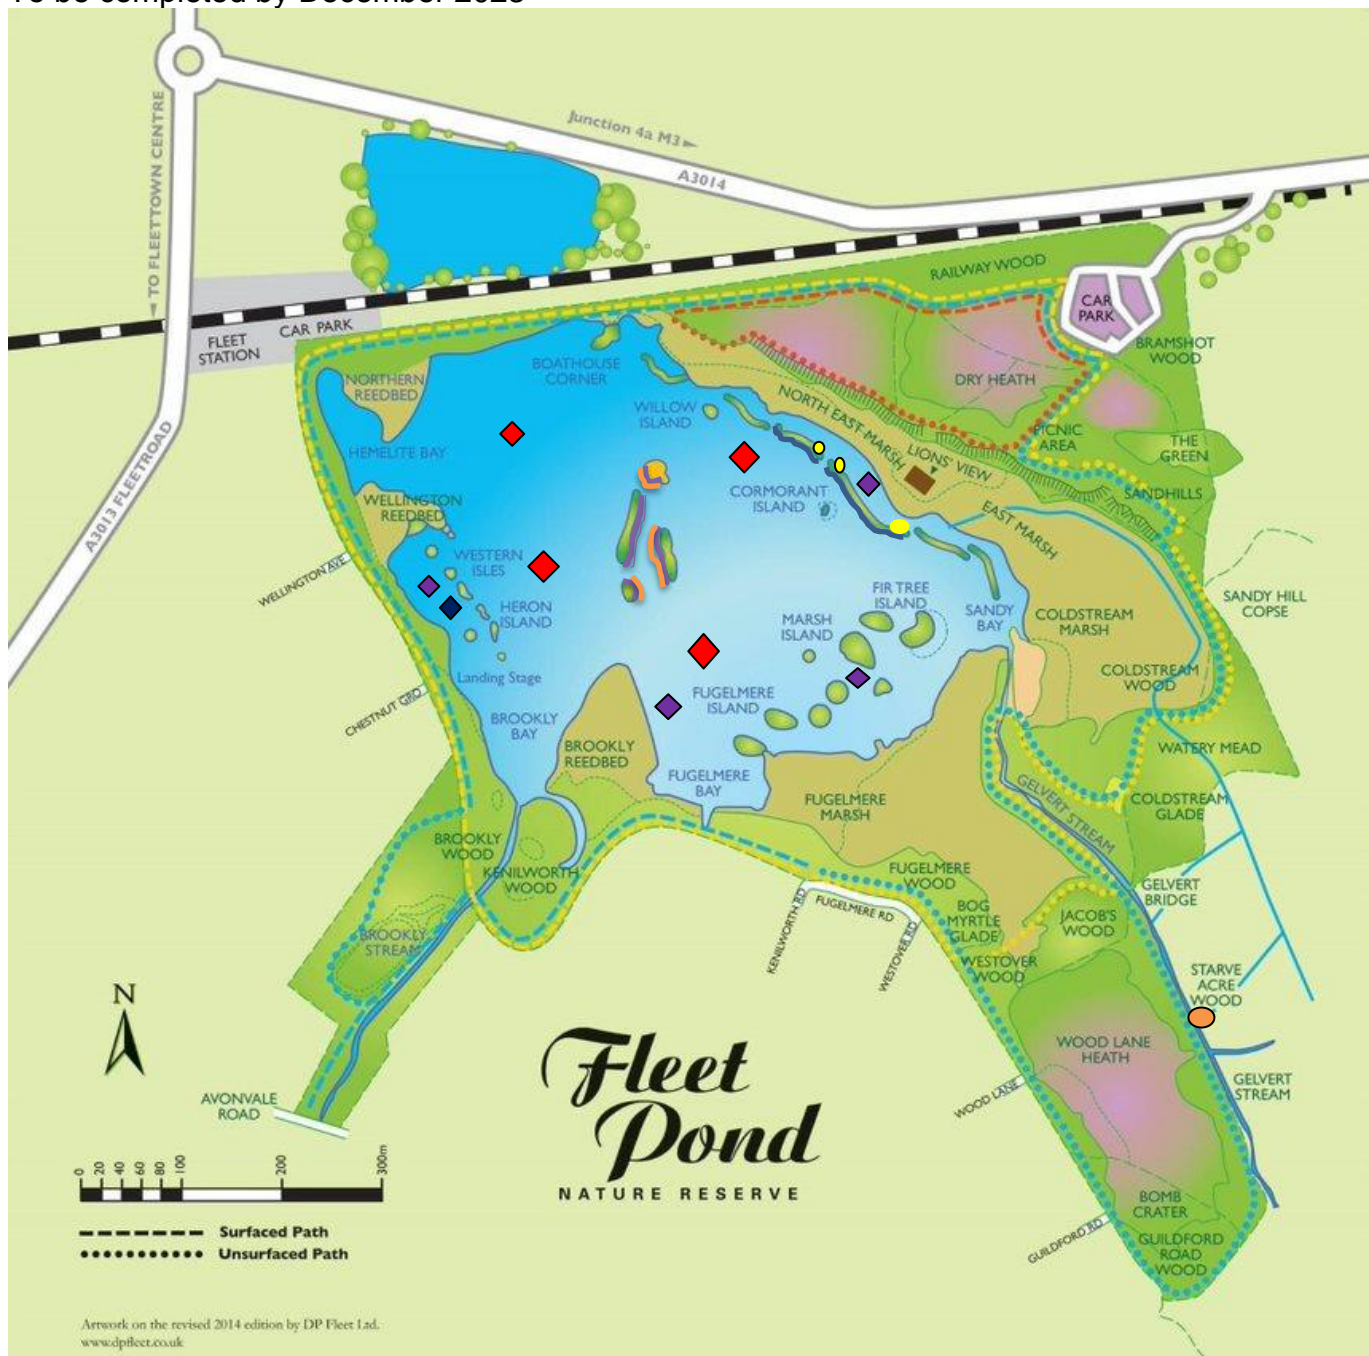 To be completed by December 2023
TO FLEETTOWN CENTRE
Junction 4a M3
A3014
RAILWAY WOOD
CAR
PARK
CAR PARK
FLEET
STATION
BRAMSHOT
WOOD
BOATHOUSE
CORNER
NORTHERN
REEDBED
DRY HEATH
NORTH EAST MARSH
WILLOW
ISLAND
PICNIC
AREA
THE
GREEN
HEMELITE BAY
LIONS' VIEW
A3013 FLEETROAD
WELLINGTON
REEDBED
CORMORANT
ISLAND
SANDHILLS
EAST MARSH
WESTERN
ISLES
WELLINGTON AVE
FIR TREE
ISLAND
SANDY HILL
COPSE
HERON
ISLAND
MARSH
ISLAND
SANDY
BAY
COLDSTREAM
MARSH
Landing Stage
COLDSTREAM
WOOD
CHESTNUT GRD
FUGELMERE
ISLAND
BROOKLY
BAY
BROOKLY
REEDBED
WATERY MEAD
FUGELMERE
BAY
FUGELMERE
MARSH
GELVERT STREAM
COLDSTREAM
GLADE
BROOKLY
WOOD
KENILWORTH
WOOD
FUGELMERE
WOOD
GELVERT
BRIDGE
KENILWORTH RD
FUGELMERE RD
WESTOVER RD
BOG
MYRTLE
GLADE
JACOB'S
WOOD
BROOKLY
STREAM
WESTOVER
WOOD
STARVE
ACRE
WOOD
N
WOOD LANE
HEATH
GELVERT
STREAM
WOOD LANE
AVONVALE
ROAD
Fleet
Pond
NATURE RESERVE
0 20 40 60 80 100 200 300m
BOMB
CRATER
GUILDFORD RD
GUILDFORD
ROAD
WOOD
Surfaced Path
Unsurfaced Path
Artwork on the revised 2014 edition by DP Fleet Ltd.
www.dpfleet.co.uk